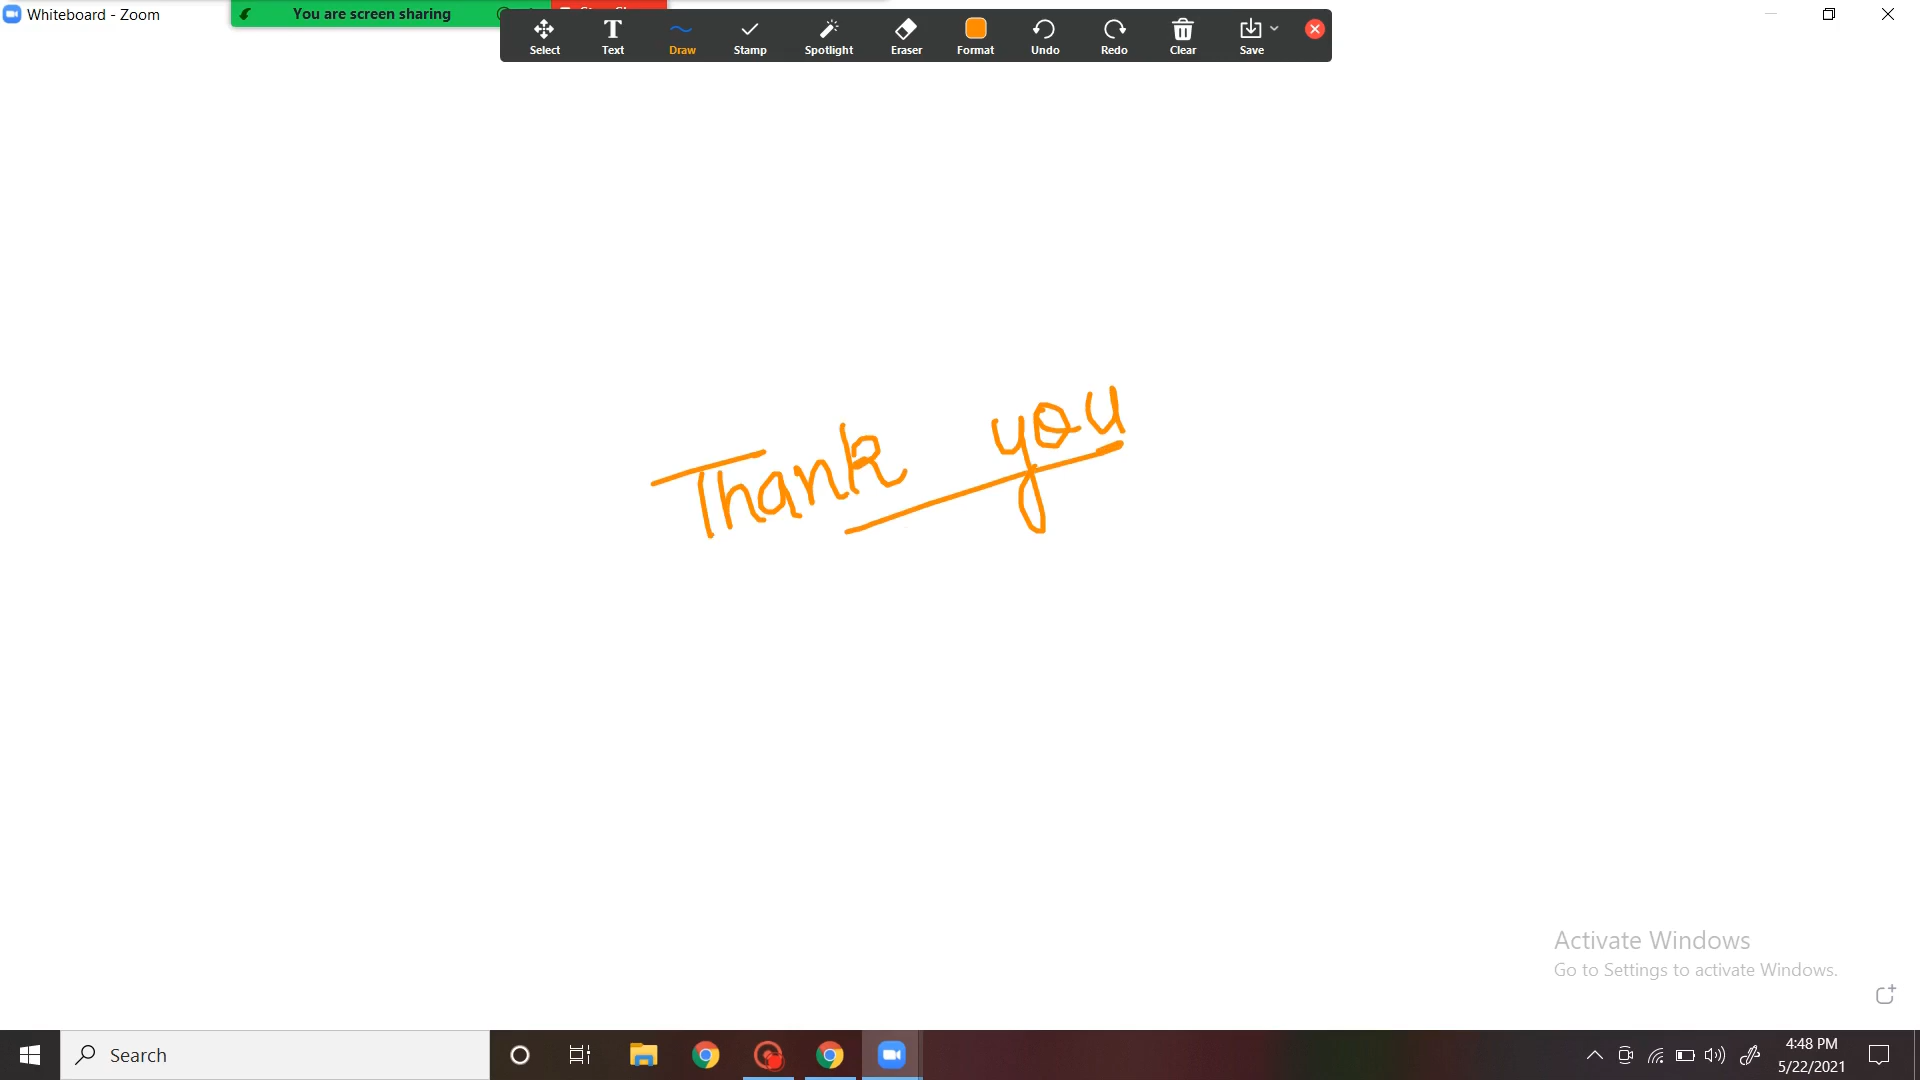 Whiteboard - Zoom
You are screen sharing
Select Text Draw Stamp Spotlight Eraser Format Undo Redo Clear Save
Thank you
Activate Windows
Go to Settings to activate Windows.
Search
4:48 PM
5/22/2021